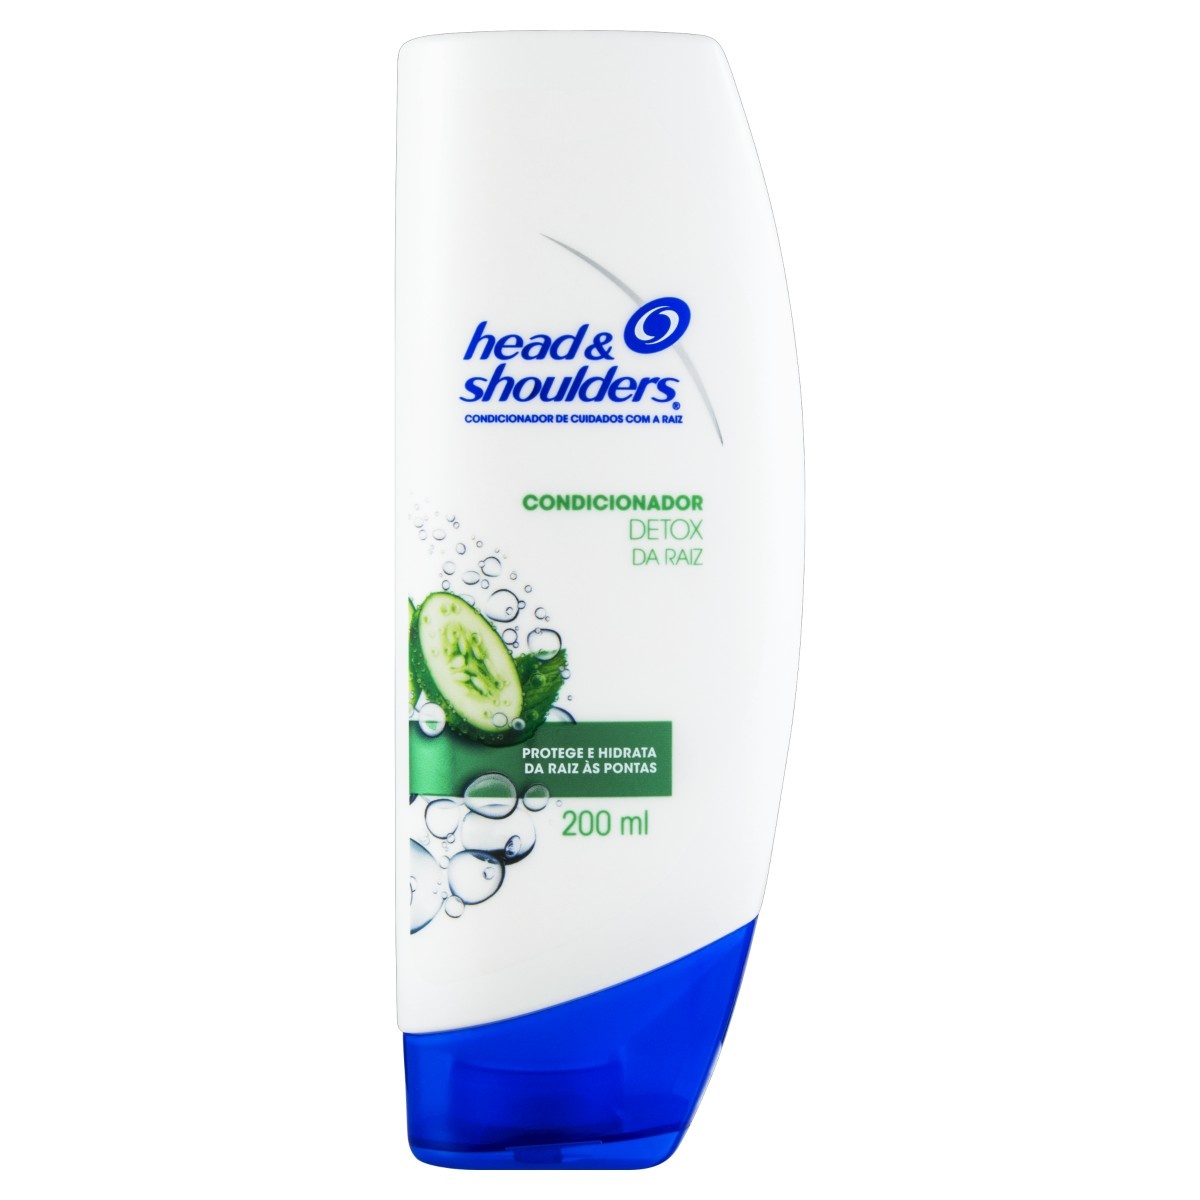 head &
shoulders®
CONDICIONADOR DE CUIDADOS COM A RAIZ
CONDICIONADOR
DETOX
DA RAIZ
PROTEGE E HIDRATA
DA RAIZ ÀS PONTAS
200 ml